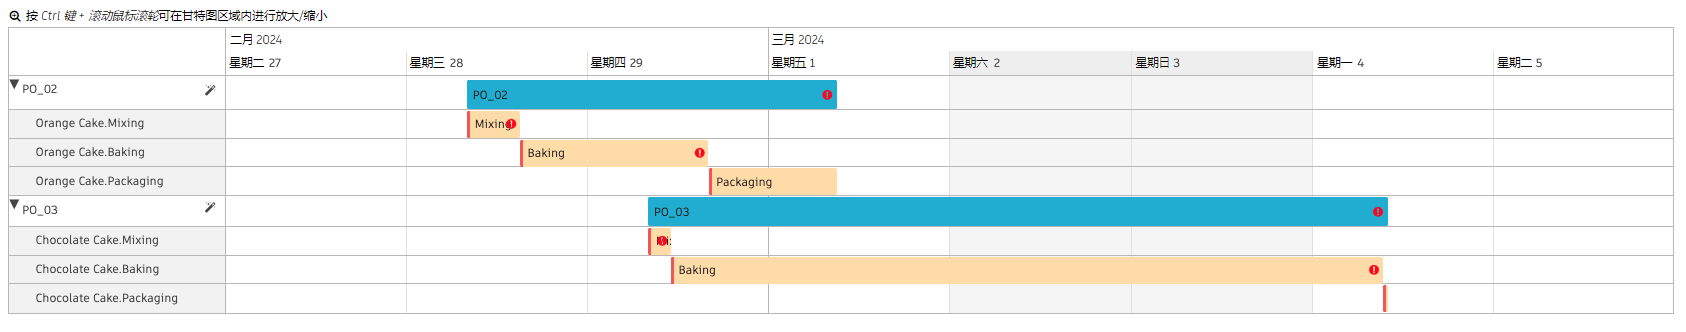 按 Ctrl 键 + 滚动鼠标滚轮可在甘特图区域内进行放大/缩小
二月 2024 三月 2024
星期二 27 星期三 28 星期四 29 星期五 1 星期六 2 星期日 3 星期一 4 星期二 5
PO_02 PO_02
Orange Cake.Mixing Mixing
Orange Cake.Baking Baking
Orange Cake.Packaging Packaging
PO_03 PO_03
Chocolate Cake.Mixing
Chocolate Cake.Baking Baking
Chocolate Cake.Packaging